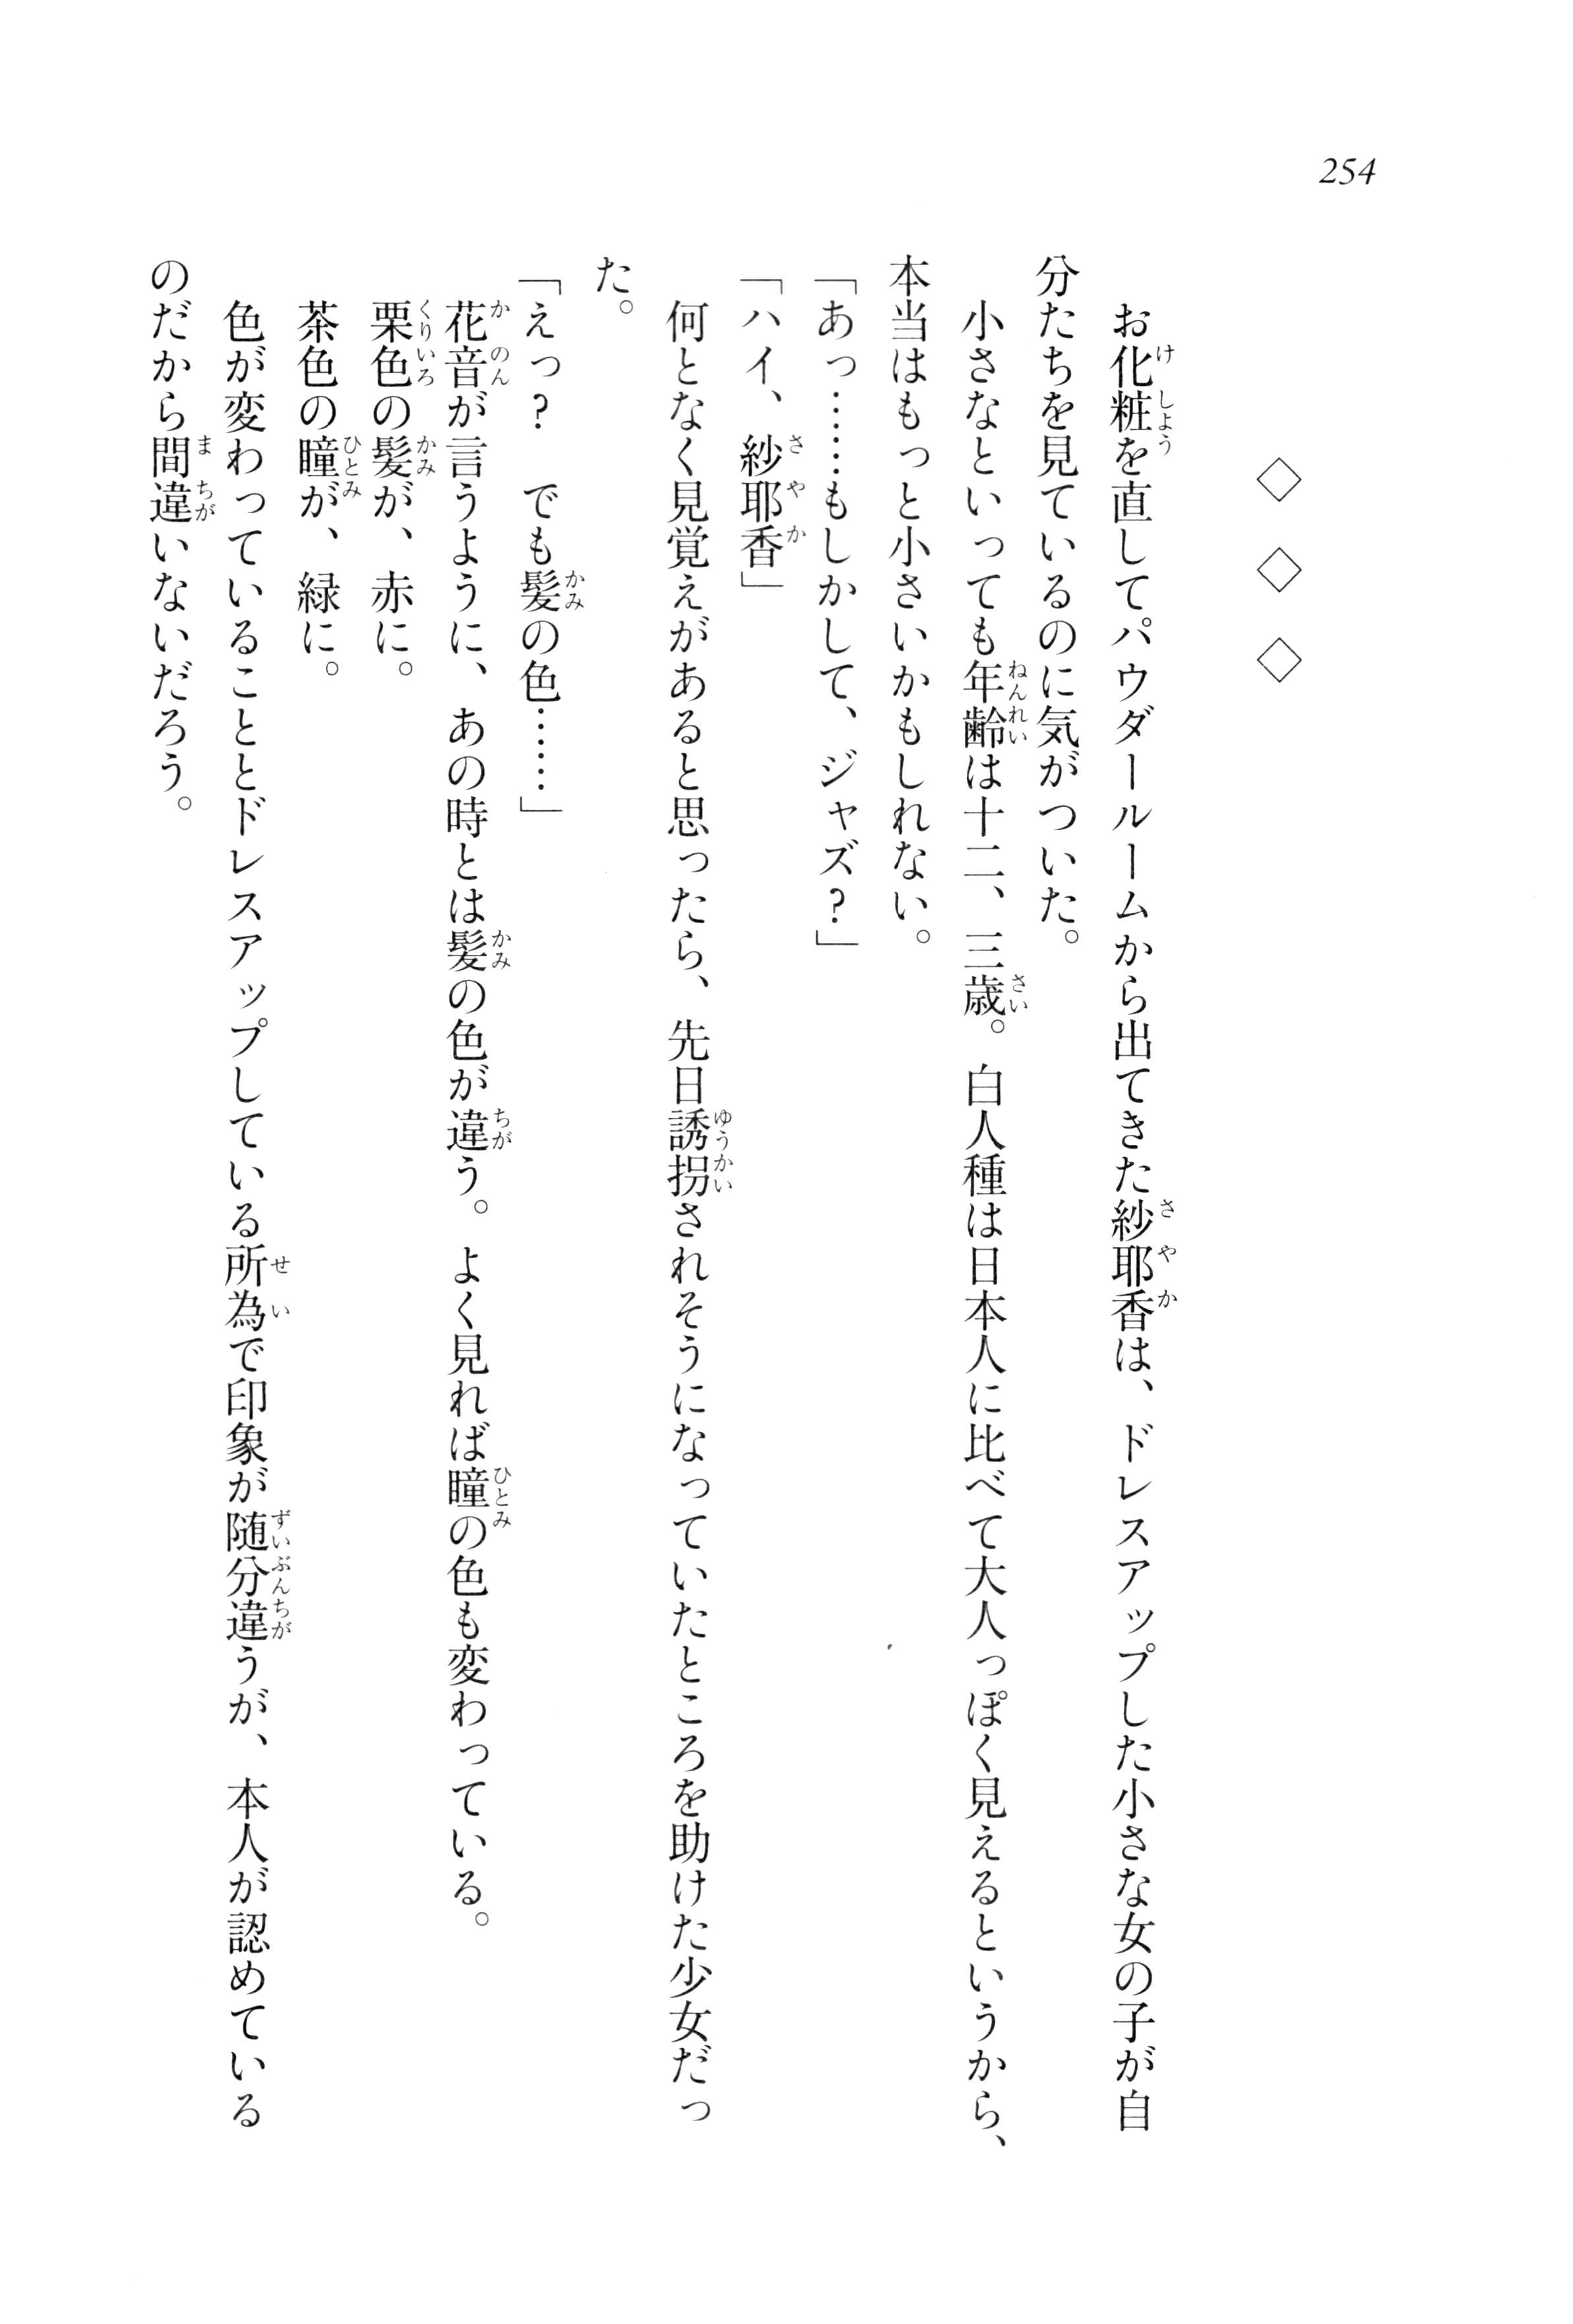 254
◇ ◇ ◇
お化粧を直してパウダールームから出てきた紗耶香は、ドレスアップした小さな女の子が自
分たちを見ているのに気がついた。
小さなといっても年齢は十二、三歳。白人種は日本人に比べて大人っぽく見えるというから、
本当はもっと小さいかもしれない。
「あっ……もしかして、ジャズ？」
「ハイ、紗耶香」
何となく見覚えがあると思ったら、先日誘拐されそうになっていたところを助けた少女だっ
た。
「えっ？　でも髪の色……」
花音が言うように、あの時とは髪の色が違う。よく見れば瞳の色も変わっている。
栗色の髪が、赤に。
茶色の瞳が、緑に。
色が変わっていることとドレスアップしている所為で印象が随分違うが、本人が認めている
のだから間違いないだろう。